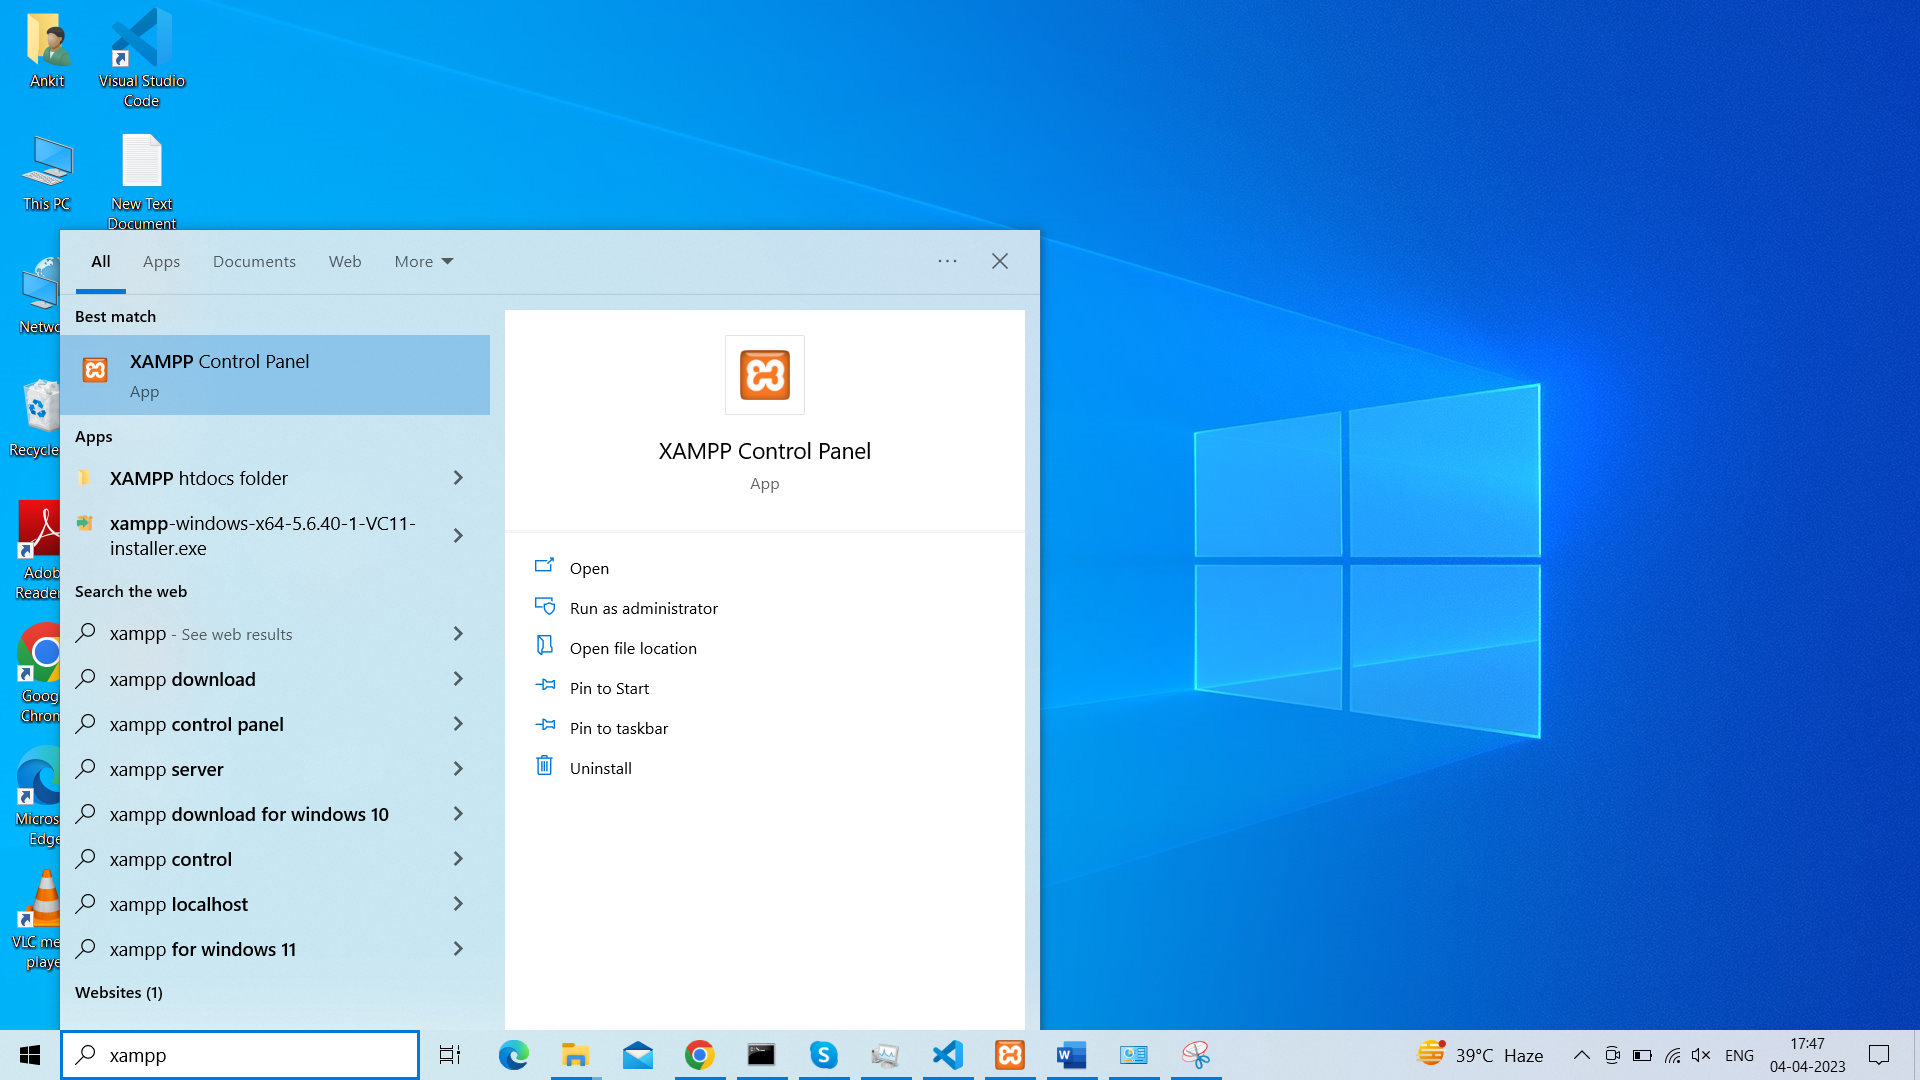 Ankit
Visual Studio
Code
This PC
New Text
Document
All
Apps
Documents
Web
More
Best match
XAMPP Control Panel
App
Apps
XAMPP htdocs folder
xampp-windows-x64-5.6.40-1-VC11-
installer.exe
Search the web
xampp - See web results
xampp download
xampp control panel
xampp server
xampp download for windows 10
xampp control
xampp localhost
xampp for windows 11
Websites (1)
XAMPP Control Panel
App
Open
Run as administrator
Open file location
Pin to Start
Pin to taskbar
Uninstall
Netwo
Recycle
Adob
Reader
Goog
Chrom
Micros
Edge
VLC me
playe
xampp
39°C Haze
ENG
17:47
04-04-2023